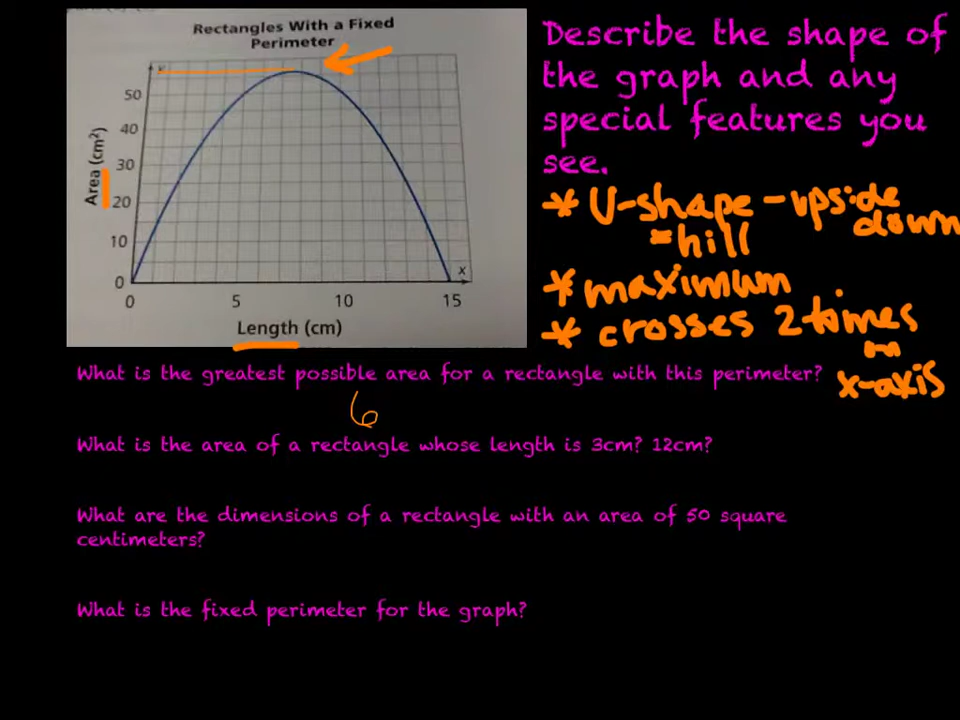 Rectangles With a Fixed
Perimeter
y
50
40
30
20
10
0
Area (cm²)
0 5 10 15
x
Length (cm)
Describe the shape of
the graph and any
special features you
see.
* U-shape - upside
down
= hill
* maximum
* crosses 2 times
on
x-axis
What is the greatest possible area for a rectangle with this perimeter?
6
What is the area of a rectangle whose length is 3cm? 12cm?
What are the dimensions of a rectangle with an area of 50 square
centimeters?
What is the fixed perimeter for the graph?